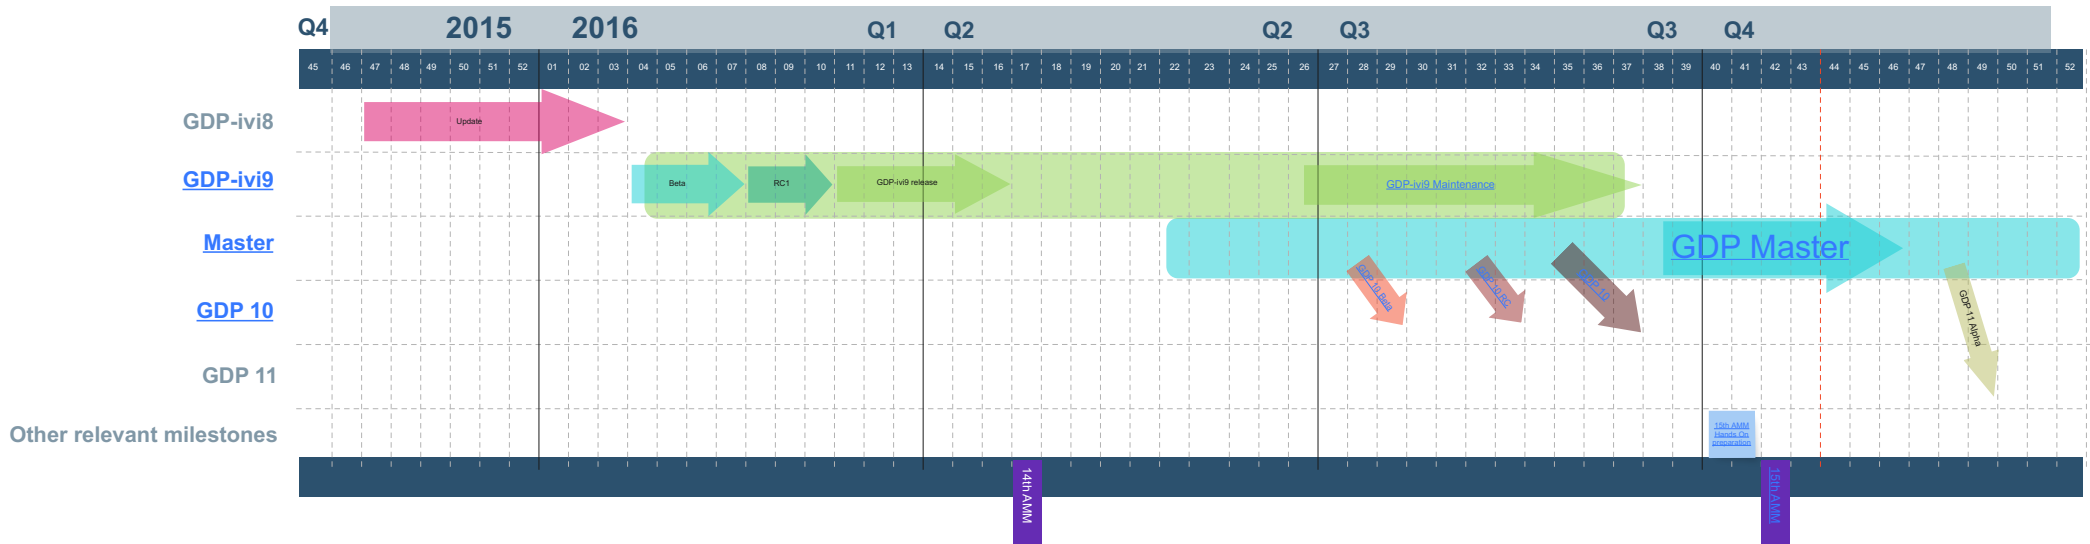 Q4 2015 2016 Q1 Q2 Q2 Q3 Q3 Q4
45 46 47 48 49 50 51 52 01 02 03 04 05 06 07 08 09 10 11 12 13 14 15 16 17 18 19 20 21 22 23 24 25 26 27 28 29 30 31 32 33 34 35 36 37 38 39 40 41 42 43 44 45 46 47 48 49 50 51 52
GDP-ivi8
Update
GDP-ivi9
Beta
RC1
GDP-ivi9 release
GDP-ivi9 Maintenance
Master
GDP Master
GDP 10
GDP 10 Beta
GDP 10 RC
GDP 10
GDP 11 Alpha
GDP 11
Other relevant milestones
15th AMM
Hands On
preparation
14th AMM
15th AMM